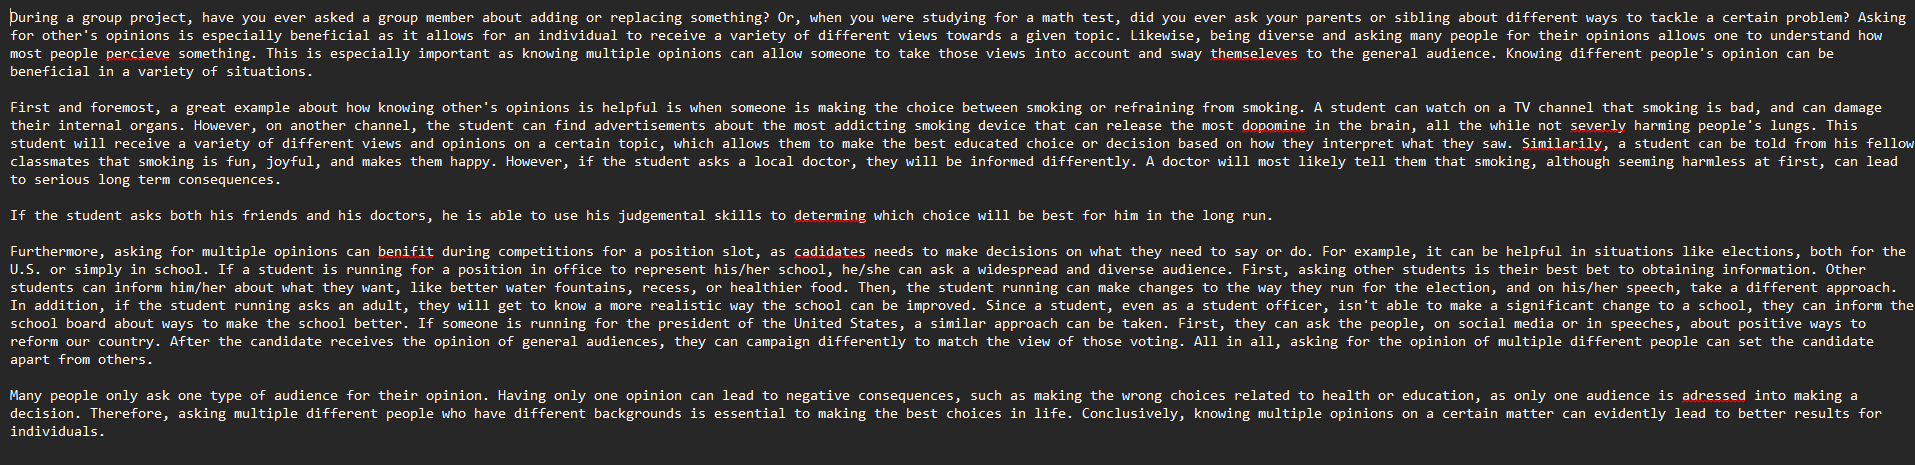 During a group project, have you ever asked a group member about adding or replacing something? Or, when you were studying for a math test, did you ever ask your parents or sibling about different ways to tackle a certain problem? Asking
for other's opinions is especially beneficial as it allows for an individual to receive a variety of different views towards a given topic. Likewise, being diverse and asking many people for their opinions allows one to understand how
most people percieve something. This is especially important as knowing multiple opinions can allow someone to take those views into account and sway themseleves to the general audience. Knowing different people's opinion can be
beneficial in a variety of situations.

First and foremost, a great example about how knowing other's opinions is helpful is when someone is making the choice between smoking or refraining from smoking. A student can watch on a TV channel that smoking is bad, and can damage
their internal organs. However, on another channel, the student can find advertisements about the most addicting smoking device that can release the most dopomine in the brain, all the while not severly harming people's lungs. This
student will receive a variety of different views and opinions on a certain topic, which allows them to make the best educated choice or decision based on how they interpret what they saw. Similarily, a student can be told from his fellow
classmates that smoking is fun, joyful, and makes them happy. However, if the student asks a local doctor, they will be informed differently. A doctor will most likely tell them that smoking, although seeming harmless at first, can lead
to serious long term consequences.

If the student asks both his friends and his doctors, he is able to use his judgemental skills to determing which choice will be best for him in the long run.

Furthermore, asking for multiple opinions can benifit during competitions for a position slot, as cadidates needs to make decisions on what they need to say or do. For example, it can be helpful in situations like elections, both for the
U.S. or simply in school. If a student is running for a position in office to represent his/her school, he/she can ask a widespread and diverse audience. First, asking other students is their best bet to obtaining information. Other
students can inform him/her about what they want, like better water fountains, recess, or healthier food. Then, the student running can make changes to the way they run for the election, and on his/her speech, take a different approach.
In addition, if the student running asks an adult, they will get to know a more realistic way the school can be improved. Since a student, even as a student officer, isn't able to make a significant change to a school, they can inform the
school board about ways to make the school better. If someone is running for the president of the United States, a similar approach can be taken. First, they can ask the people, on social media or in speeches, about positive ways to
reform our country. After the candidate receives the opinion of general audiences, they can campaign differently to match the view of those voting. All in all, asking for the opinion of multiple different people can set the candidate
apart from others.

Many people only ask one type of audience for their opinion. Having only one opinion can lead to negative consequences, such as making the wrong choices related to health or education, as only one audience is adressed into making a
decision. Therefore, asking multiple different people who have different backgrounds is essential to making the best choices in life. Conclusively, knowing multiple opinions on a certain matter can evidently lead to better results for
individuals.